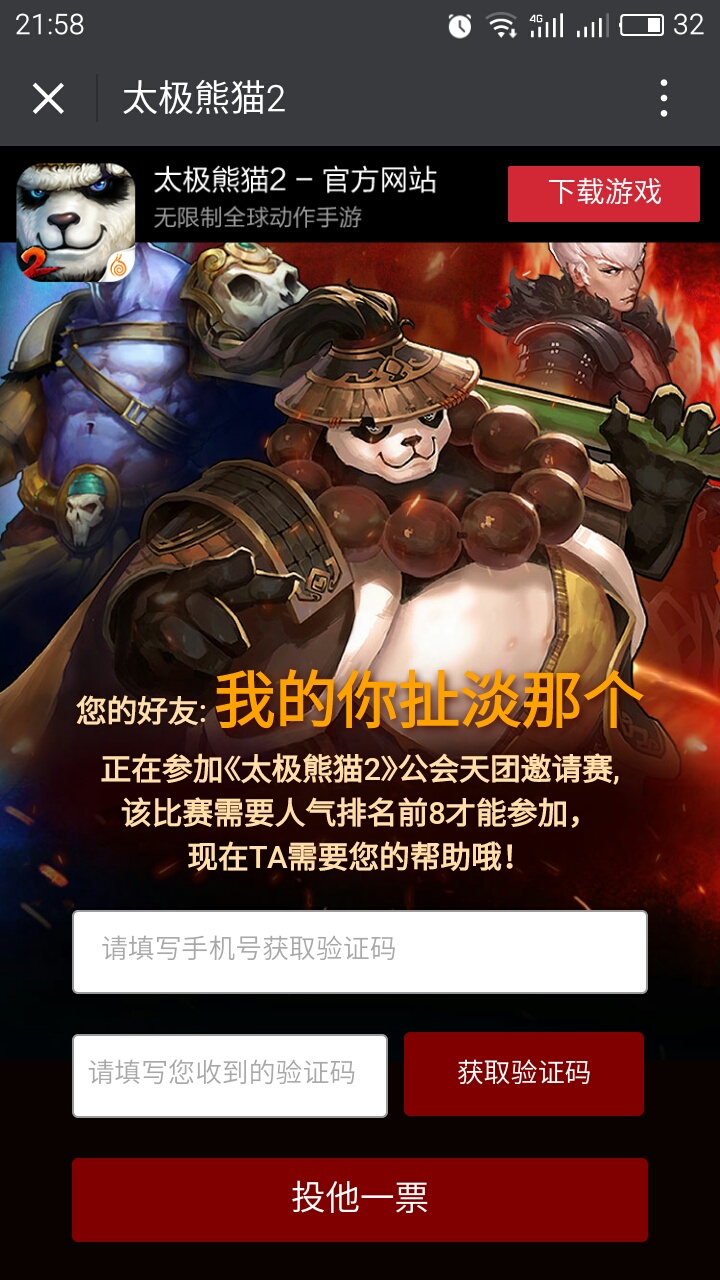 21:58
4G
32
太极熊猫2
太极熊猫2 – 官方网站
下载游戏
无限制全球动作手游
2
您的好友: 我的你扯淡那个
正在参加《太极熊猫2》公会天团邀请赛,
该比赛需要人气排名前8才能参加，
现在TA需要您的帮助哦！
请填写手机号获取验证码
请填写您收到的验证码
获取验证码
投他一票